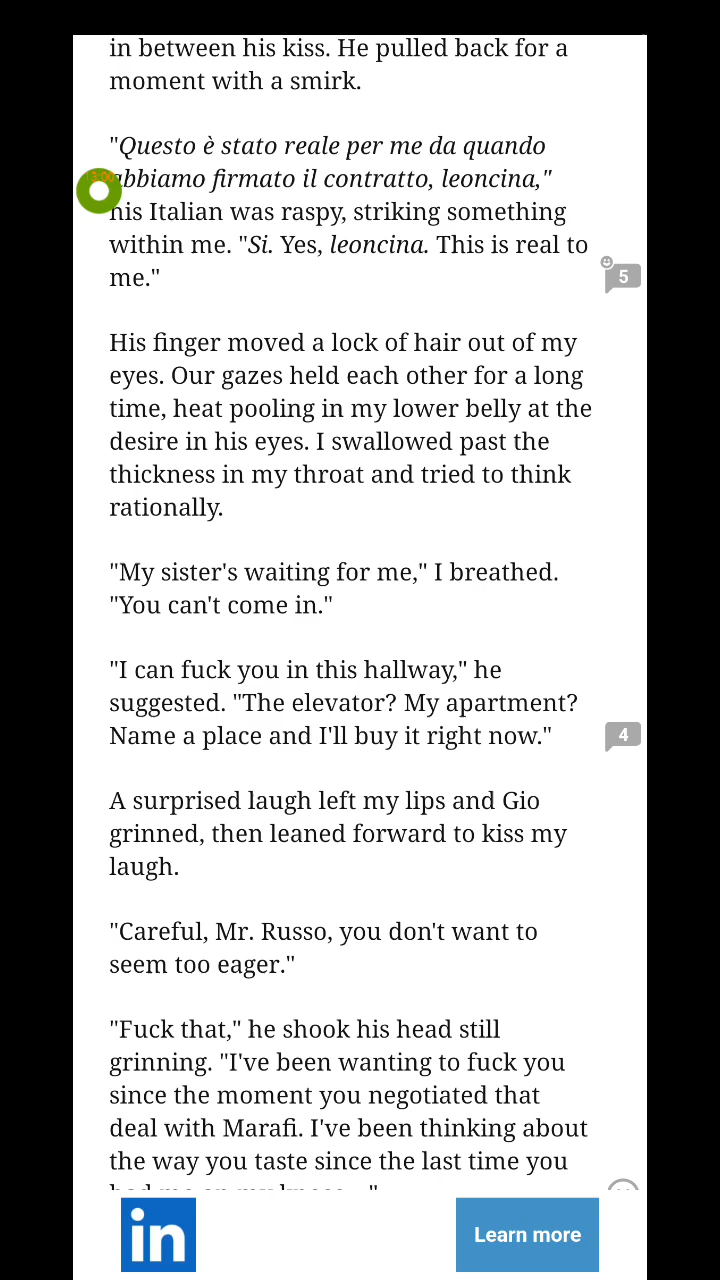 in between his kiss. He pulled back for a
moment with a smirk.
"Questo è stato reale per me da quando
abbiamo firmato il contratto, leoncina,"
his Italian was raspy, striking something
within me. "Si. Yes, leoncina. This is real to
me."
5
His finger moved a lock of hair out of my
eyes. Our gazes held each other for a long
time, heat pooling in my lower belly at the
desire in his eyes. I swallowed past the
thickness in my throat and tried to think
rationally.
"My sister's waiting for me," I breathed.
"You can't come in."
"I can fuck you in this hallway," he
suggested. "The elevator? My apartment?
Name a place and I'll buy it right now."
4
A surprised laugh left my lips and Gio
grinned, then leaned forward to kiss my
laugh.
"Careful, Mr. Russo, you don't want to
seem too eager."
"Fuck that," he shook his head still
grinning. "I've been wanting to fuck you
since the moment you negotiated that
deal with Marafi. I've been thinking about
the way you taste since the last time you
in
Learn more